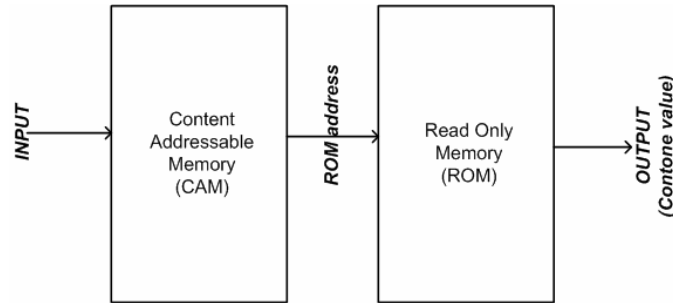 INPUT
Content
Addressable
Memory
(CAM)
ROM address
Read Only
Memory
(ROM)
OUTPUT
(Contone value)